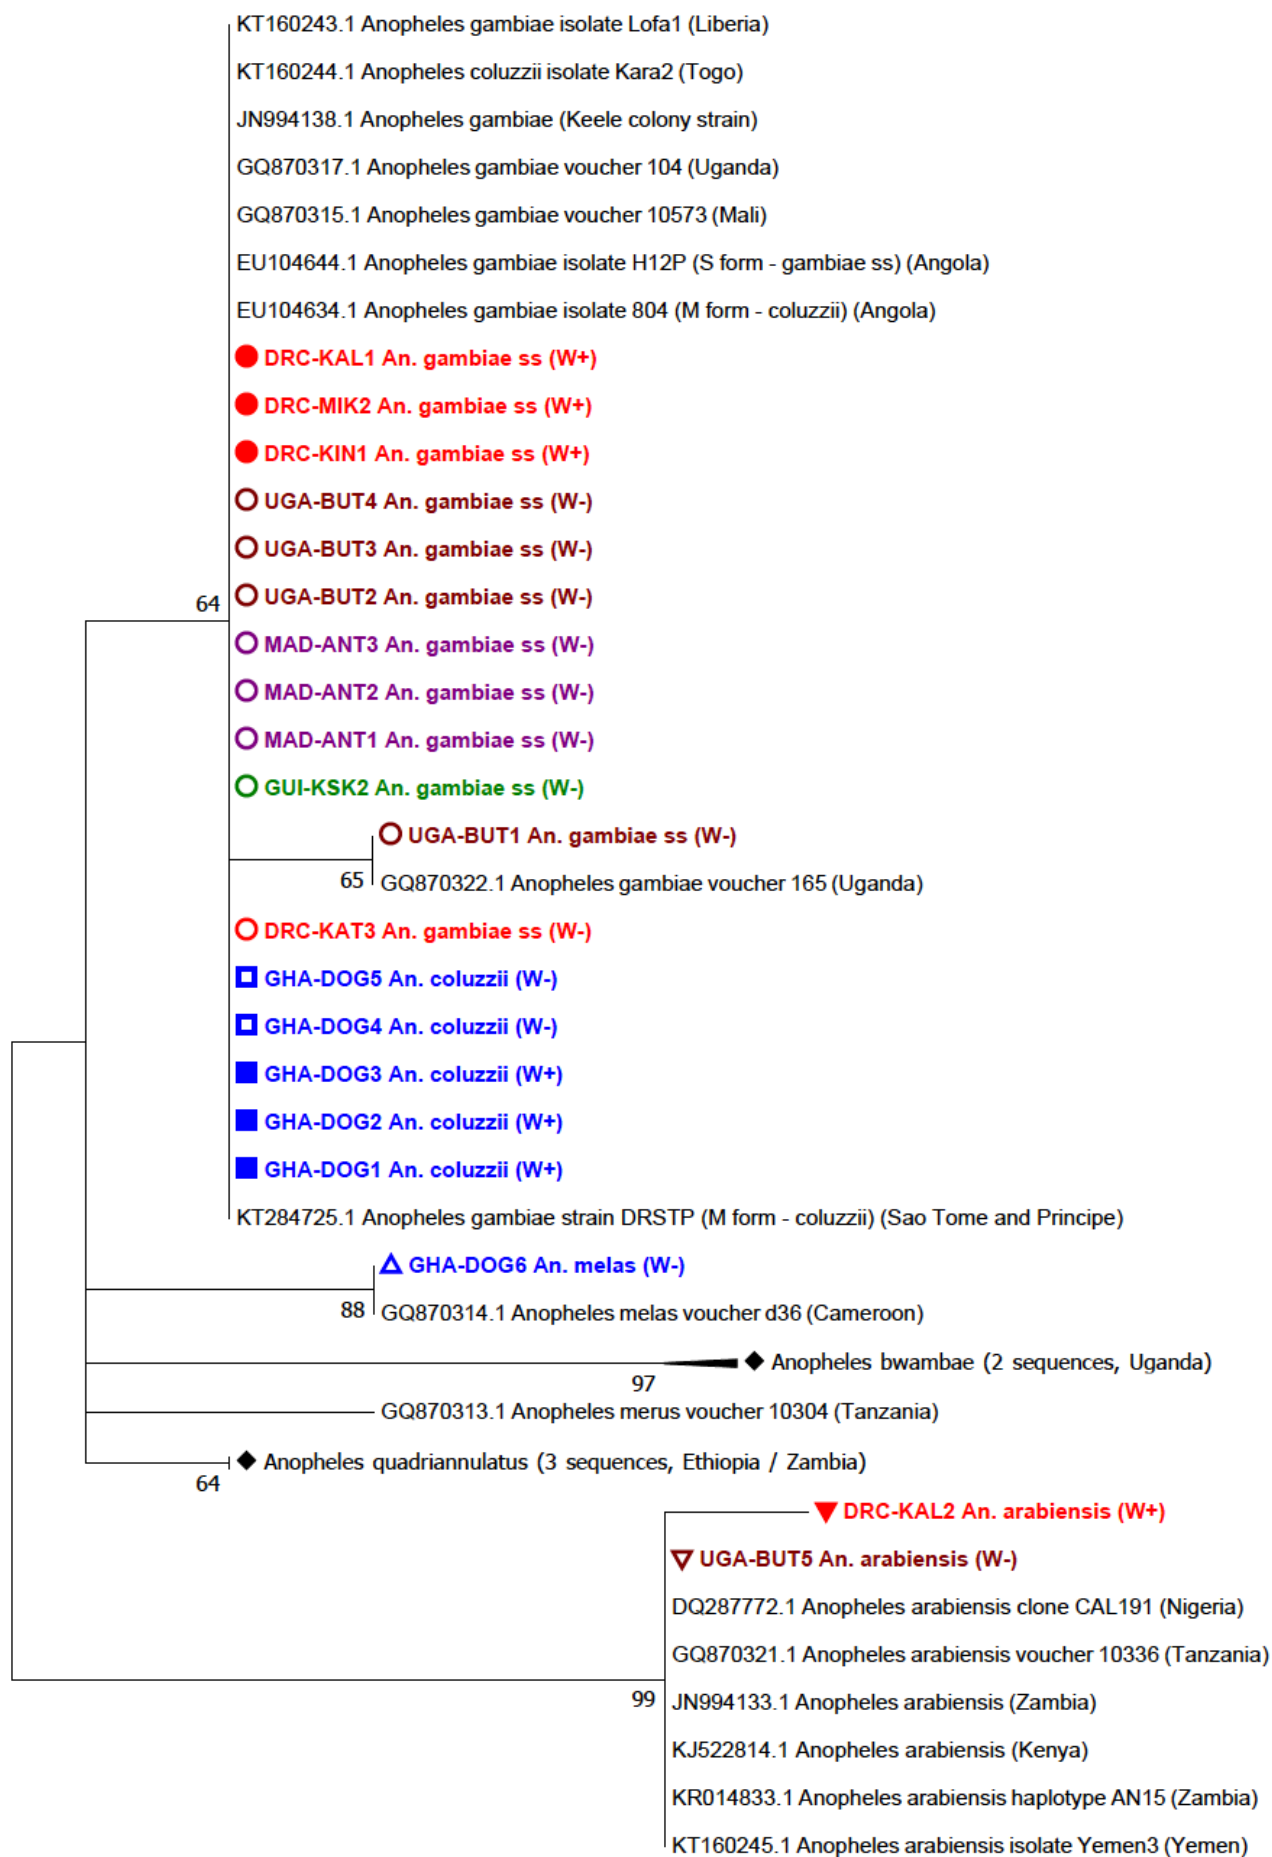 KT160243.1 Anopheles gambiae isolate Lofa1 (Liberia)
KT160244.1 Anopheles coluzzii isolate Kara2 (Togo)
JN994138.1 Anopheles gambiae (Keele colony strain)
GQ870317.1 Anopheles gambiae voucher 104 (Uganda)
GQ870315.1 Anopheles gambiae voucher 10573 (Mali)
EU104644.1 Anopheles gambiae isolate H12P (S form - gambiae ss) (Angola)
EU104634.1 Anopheles gambiae isolate 804 (M form - coluzzii) (Angola)
DRC-KAL1 An. gambiae ss (W+)
DRC-MIK2 An. gambiae ss (W+)
DRC-KIN1 An. gambiae ss (W+)
UGA-BUT4 An. gambiae ss (W-)
UGA-BUT3 An. gambiae ss (W-)
UGA-BUT2 An. gambiae ss (W-)
64
MAD-ANT3 An. gambiae ss (W-)
MAD-ANT2 An. gambiae ss (W-)
MAD-ANT1 An. gambiae ss (W-)
GUI-KSK2 An. gambiae ss (W-)
UGA-BUT1 An. gambiae ss (W-)
65
GQ870322.1 Anopheles gambiae voucher 165 (Uganda)
DRC-KAT3 An. gambiae ss (W-)
GHA-DOG5 An. coluzzii (W-)
GHA-DOG4 An. coluzzii (W-)
GHA-DOG3 An. coluzzii (W+)
GHA-DOG2 An. coluzzii (W+)
GHA-DOG1 An. coluzzii (W+)
KT284725.1 Anopheles gambiae strain DRSTP (M form - coluzzii) (Sao Tome and Principe)
GHA-DOG6 An. melas (W-)
88
GQ870314.1 Anopheles melas voucher d36 (Cameroon)
Anopheles bwambae (2 sequences, Uganda)
97
GQ870313.1 Anopheles merus voucher 10304 (Tanzania)
Anopheles quadriannulatus (3 sequences, Ethiopia / Zambia)
64
DRC-KAL2 An. arabiensis (W+)
UGA-BUT5 An. arabiensis (W-)
DQ287772.1 Anopheles arabiensis clone CAL191 (Nigeria)
GQ870321.1 Anopheles arabiensis voucher 10336 (Tanzania)
99
JN994133.1 Anopheles arabiensis (Zambia)
KJ522814.1 Anopheles arabiensis (Kenya)
KR014833.1 Anopheles arabiensis haplotype AN15 (Zambia)
KT160245.1 Anopheles arabiensis isolate Yemen3 (Yemen)